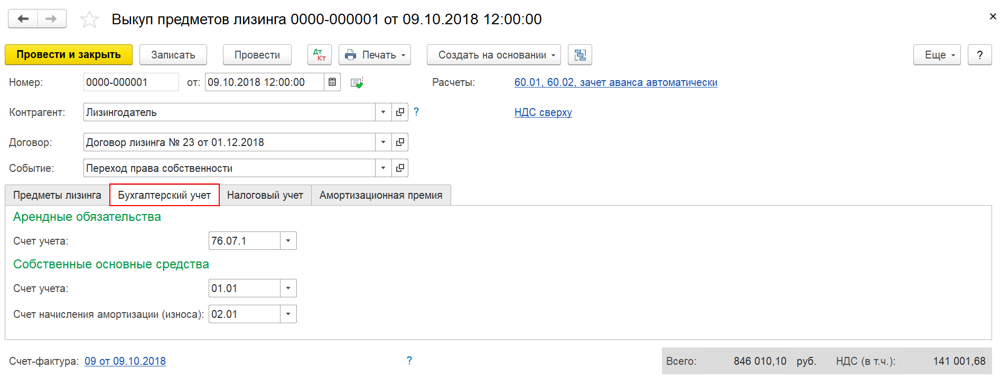 Выкуп предметов лизинга 0000-000001 от 09.10.2018 12:00:00
Провести и закрыть Записать Провести Дт Кт Печать Создать на основании Еще ?
Номер: 0000-000001 от: 09.10.2018 12:00:00 Расчеты: 60.01, 60.02, зачет аванса автоматически
Контрагент: Лизингодатель ? НДС сверху
Договор: Договор лизинга № 23 от 01.12.2018
Событие: Переход права собственности
Предметы лизинга Бухгалтерский учет Налоговый учет Амортизационная премия
Арендные обязательства
Счет учета: 76.07.1
Собственные основные средства
Счет учета: 01.01
Счет начисления амортизации (износа): 02.01
Счет-фактура: 09 от 09.10.2018 ? Всего: 846 010,10 руб. НДС (в т.ч.): 141 001,68